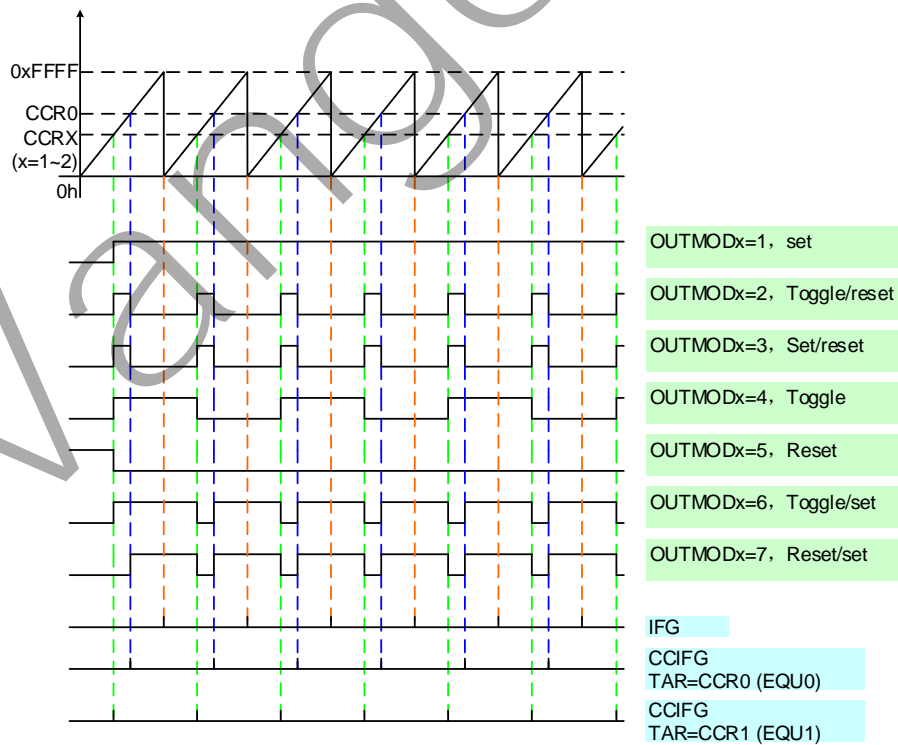 0xFFFF
CCR0
CCRX
(x=1~2)
0h
OUTMODx=1，set
OUTMODx=2，Toggle/reset
OUTMODx=3，Set/reset
OUTMODx=4，Toggle
OUTMODx=5，Reset
OUTMODx=6，Toggle/set
OUTMODx=7，Reset/set
IFG
CCIFG
TAR=CCR0 (EQU0)
CCIFG
TAR=CCR1 (EQU1)
Vango